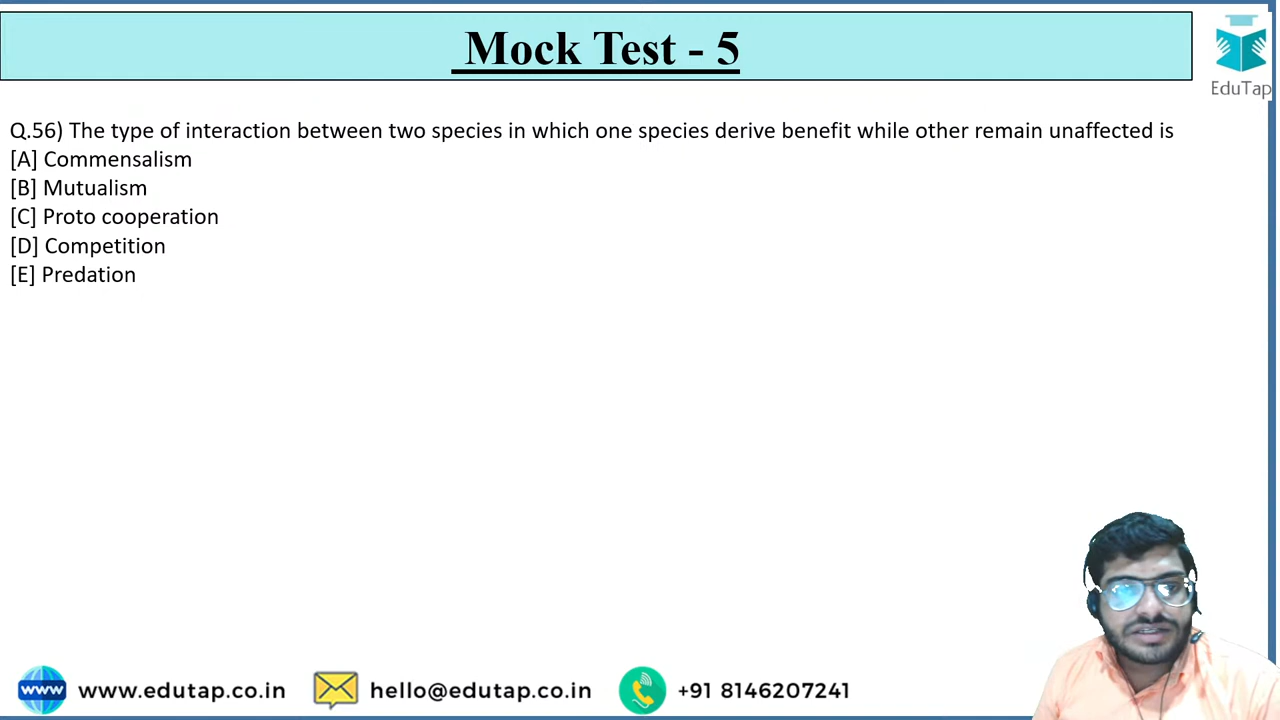 Mock Test - 5
EduTap
Q.56) The type of interaction between two species in which one species derive benefit while other remain unaffected is
[A] Commensalism
[B] Mutualism
[C] Proto cooperation
[D] Competition
[E] Predation
www www.edutap.co.in hello@edutap.co.in +91 8146207241